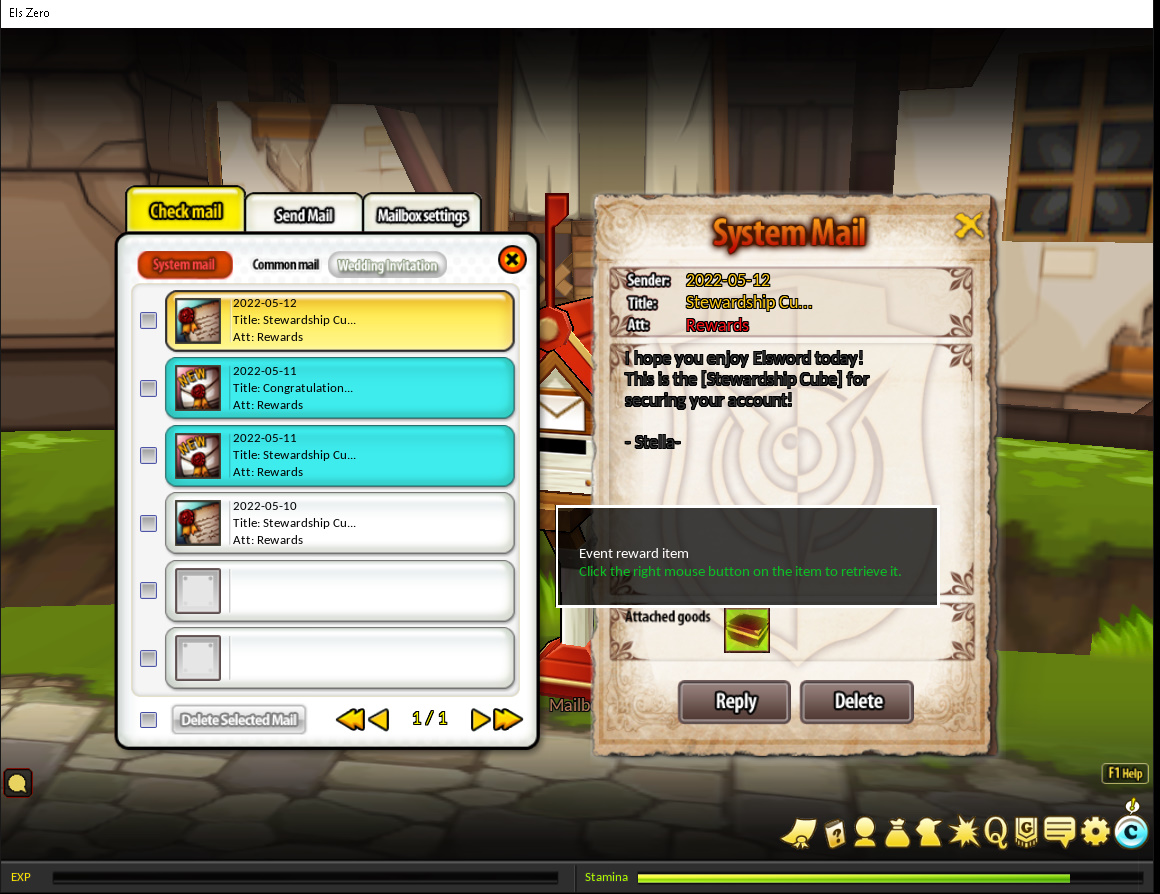 Els Zero
Check mail
Send Mail
Mailbox settings
System mail
Common mail
Wedding Invitation
2022-05-12
Title: Stewardship Cu...
Att: Rewards
NEW
2022-05-11
Title: Congratulation...
Att: Rewards
NEW
2022-05-11
Title: Stewardship Cu...
Att: Rewards
2022-05-10
Title: Stewardship Cu...
Att: Rewards
Delete Selected Mail
1 / 1
System Mail
Sender: 2022-05-12
Title: Stewardship Cu...
Att: Rewards
I hope you enjoy Elsword today!
This is the [Stewardship Cube] for
securing your account!
- Stella-
Event reward item
Click the right mouse button on the item to retrieve it.
Attached goods
Reply
Delete
Mailb
F1 Help
Q
G
C
EXP
Stamina